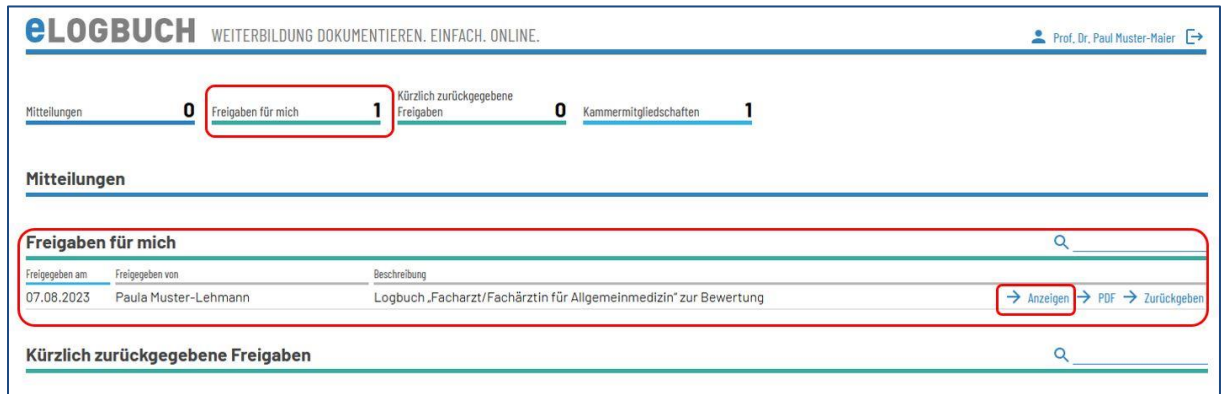 eLOGBUCH WEITERBILDUNG DOKUMENTIEREN. EINFACH. ONLINE.
Prof. Dr. Paul Muster-Maier
Mitteilungen 0
Freigaben für mich 1
Kürzlich zurückgegebene
Freigaben 0
Kammermitgliedschaften 1
Mitteilungen
Freigaben für mich
Freigegeben am Freigegeben von Beschreibung
07.08.2023 Paula Muster-Lehmann Logbuch „Facharzt/Fachärztin für Allgemeinmedizin" zur Bewertung → Anzeigen → PDF → Zurückgeben
Kürzlich zurückgegebene Freigaben